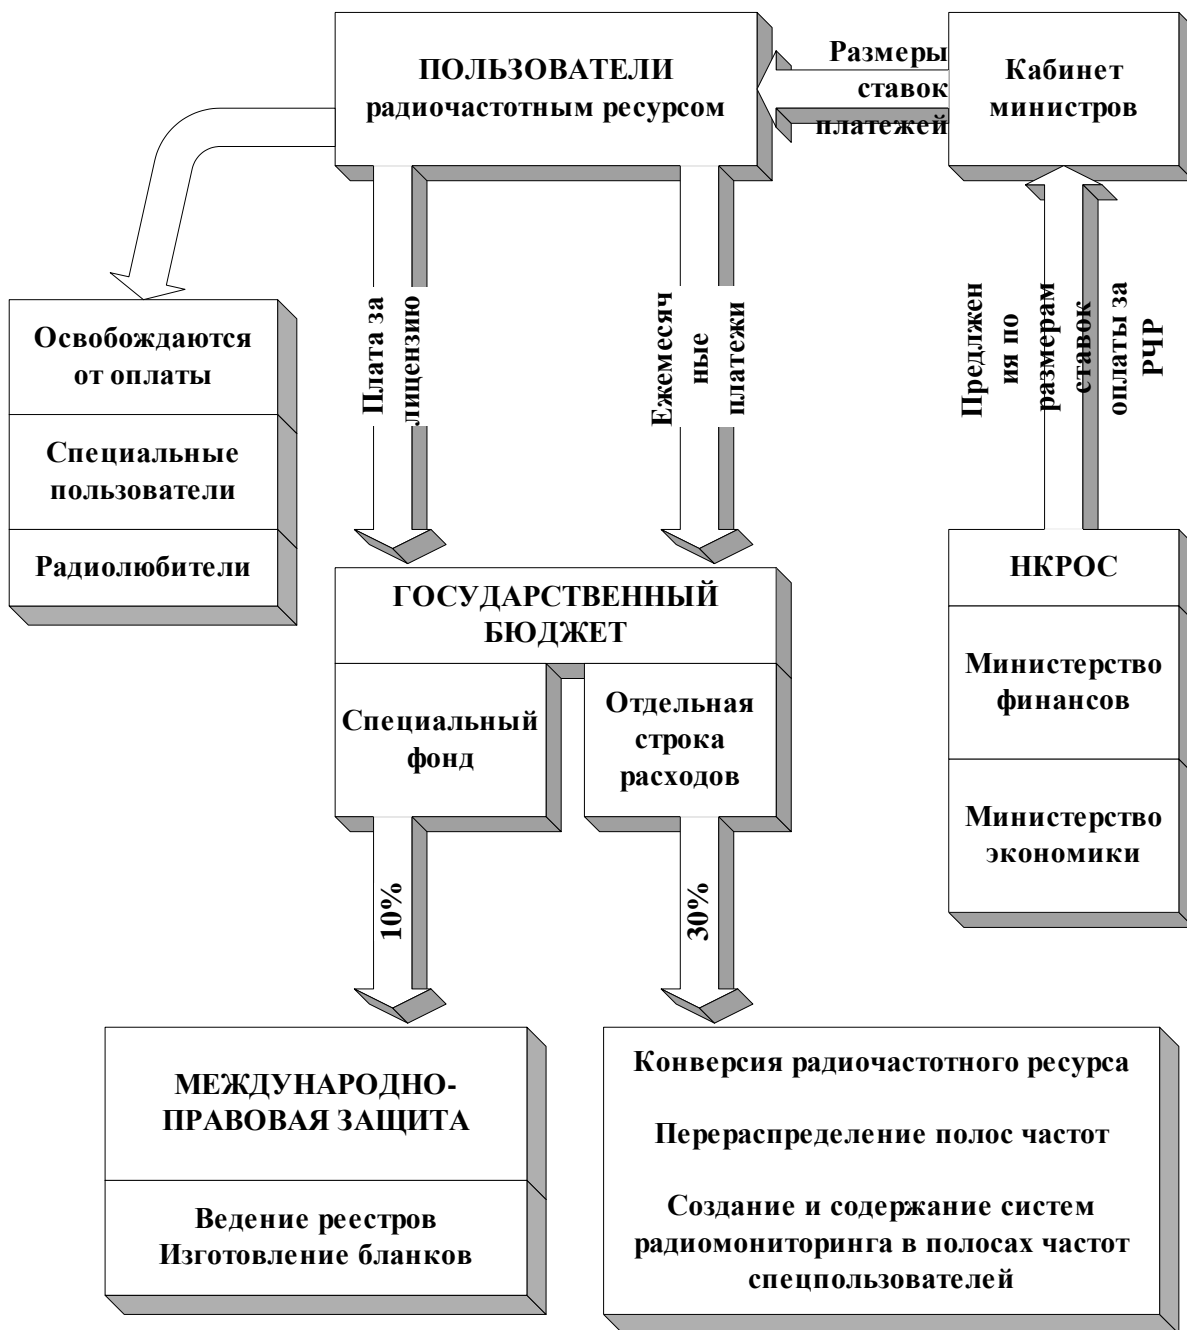 ПОЛЬЗОВАТЕЛИ
радиочастотным ресурсом
Размеры
ставок
платежей
Кабинет
министров
Освобождаются
от оплаты
Специальные
пользователи
Радиолюбители
Плата за
лицензию
Ежемесяч
ные
платежи
Предлжен
ия по
размерам
ставок
оплаты за
РЧР
ГОСУДАРСТВЕННЫЙ
БЮДЖЕТ
Специальный
фонд
Отдельная
строка
расходов
НКРОС
Министерство
финансов
Министерство
экономики
10%
30%
МЕЖДУНАРОДНО-
ПРАВОВАЯ ЗАЩИТА
Ведение реестров
Изготовление бланков
Конверсия радиочастотного ресурса
Перераспределение полос частот
Создание и содержание систем
радиомониторинга в полосах частот
спецпользователей